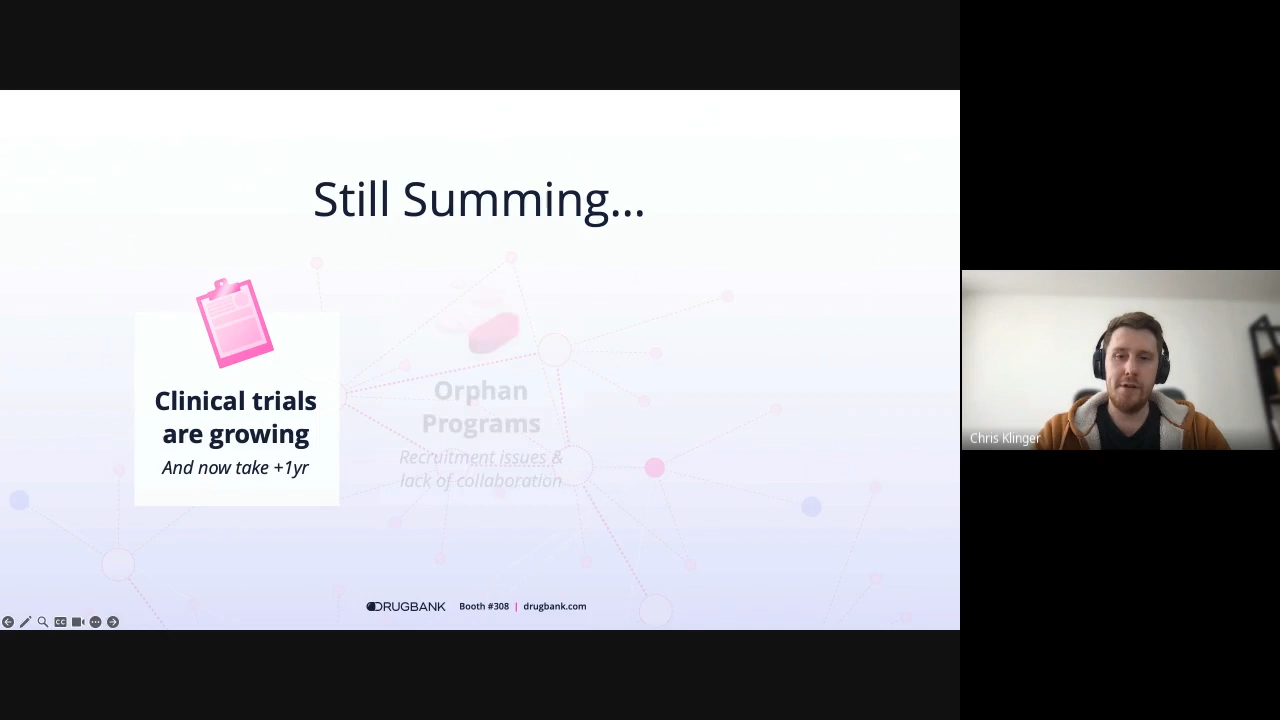 Still Summing...
Clinical trials
are growing
And now take +1yr
Orphan
Programs
Recruitment issues &
lack of collaboration
DRUGBANK Booth #308 | drugbank.com
CC
Chris Klinger